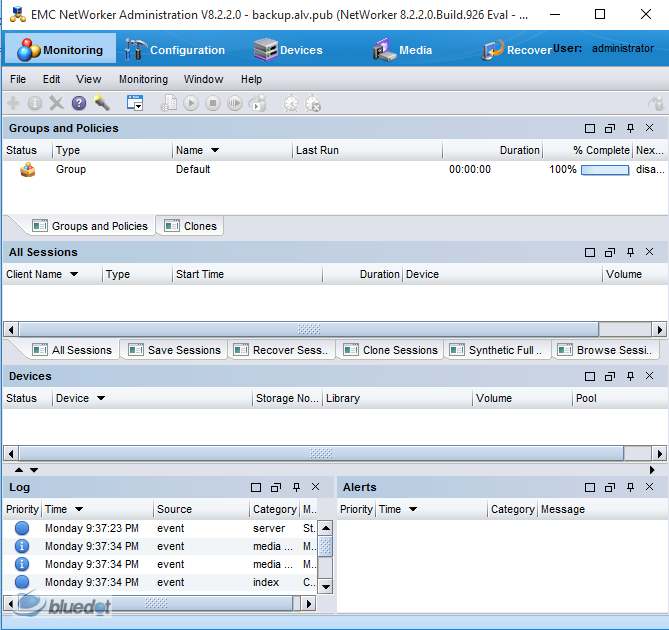 EMC NetWorker Administration V8.2.2.0 - backup.alv.pub (NetWorker 8.2.2.0.Build.926 Eval - ...
Monitoring Configuration Devices Media Recover User: administrator
File Edit View Monitoring Window Help
Groups and Policies
Status Type Name Last Run Duration % Complete Nex...
Group Default 00:00:00 100% disa...
Groups and Policies Clones
All Sessions
Client Name Type Start Time Duration Device Volume
All Sessions Save Sessions Recover Sess.. Clone Sessions Synthetic Full .. Browse Sessi..
Devices
Status Device Storage No... Library Volume Pool
Log
Priority Time Source Category M..
Monday 9:37:23 PM event server St.
Monday 9:37:34 PM event media ... M..
Monday 9:37:34 PM event media ... M..
Monday 9:37:34 PM event index C..
Alerts
Priority Time Category Message
bluedot